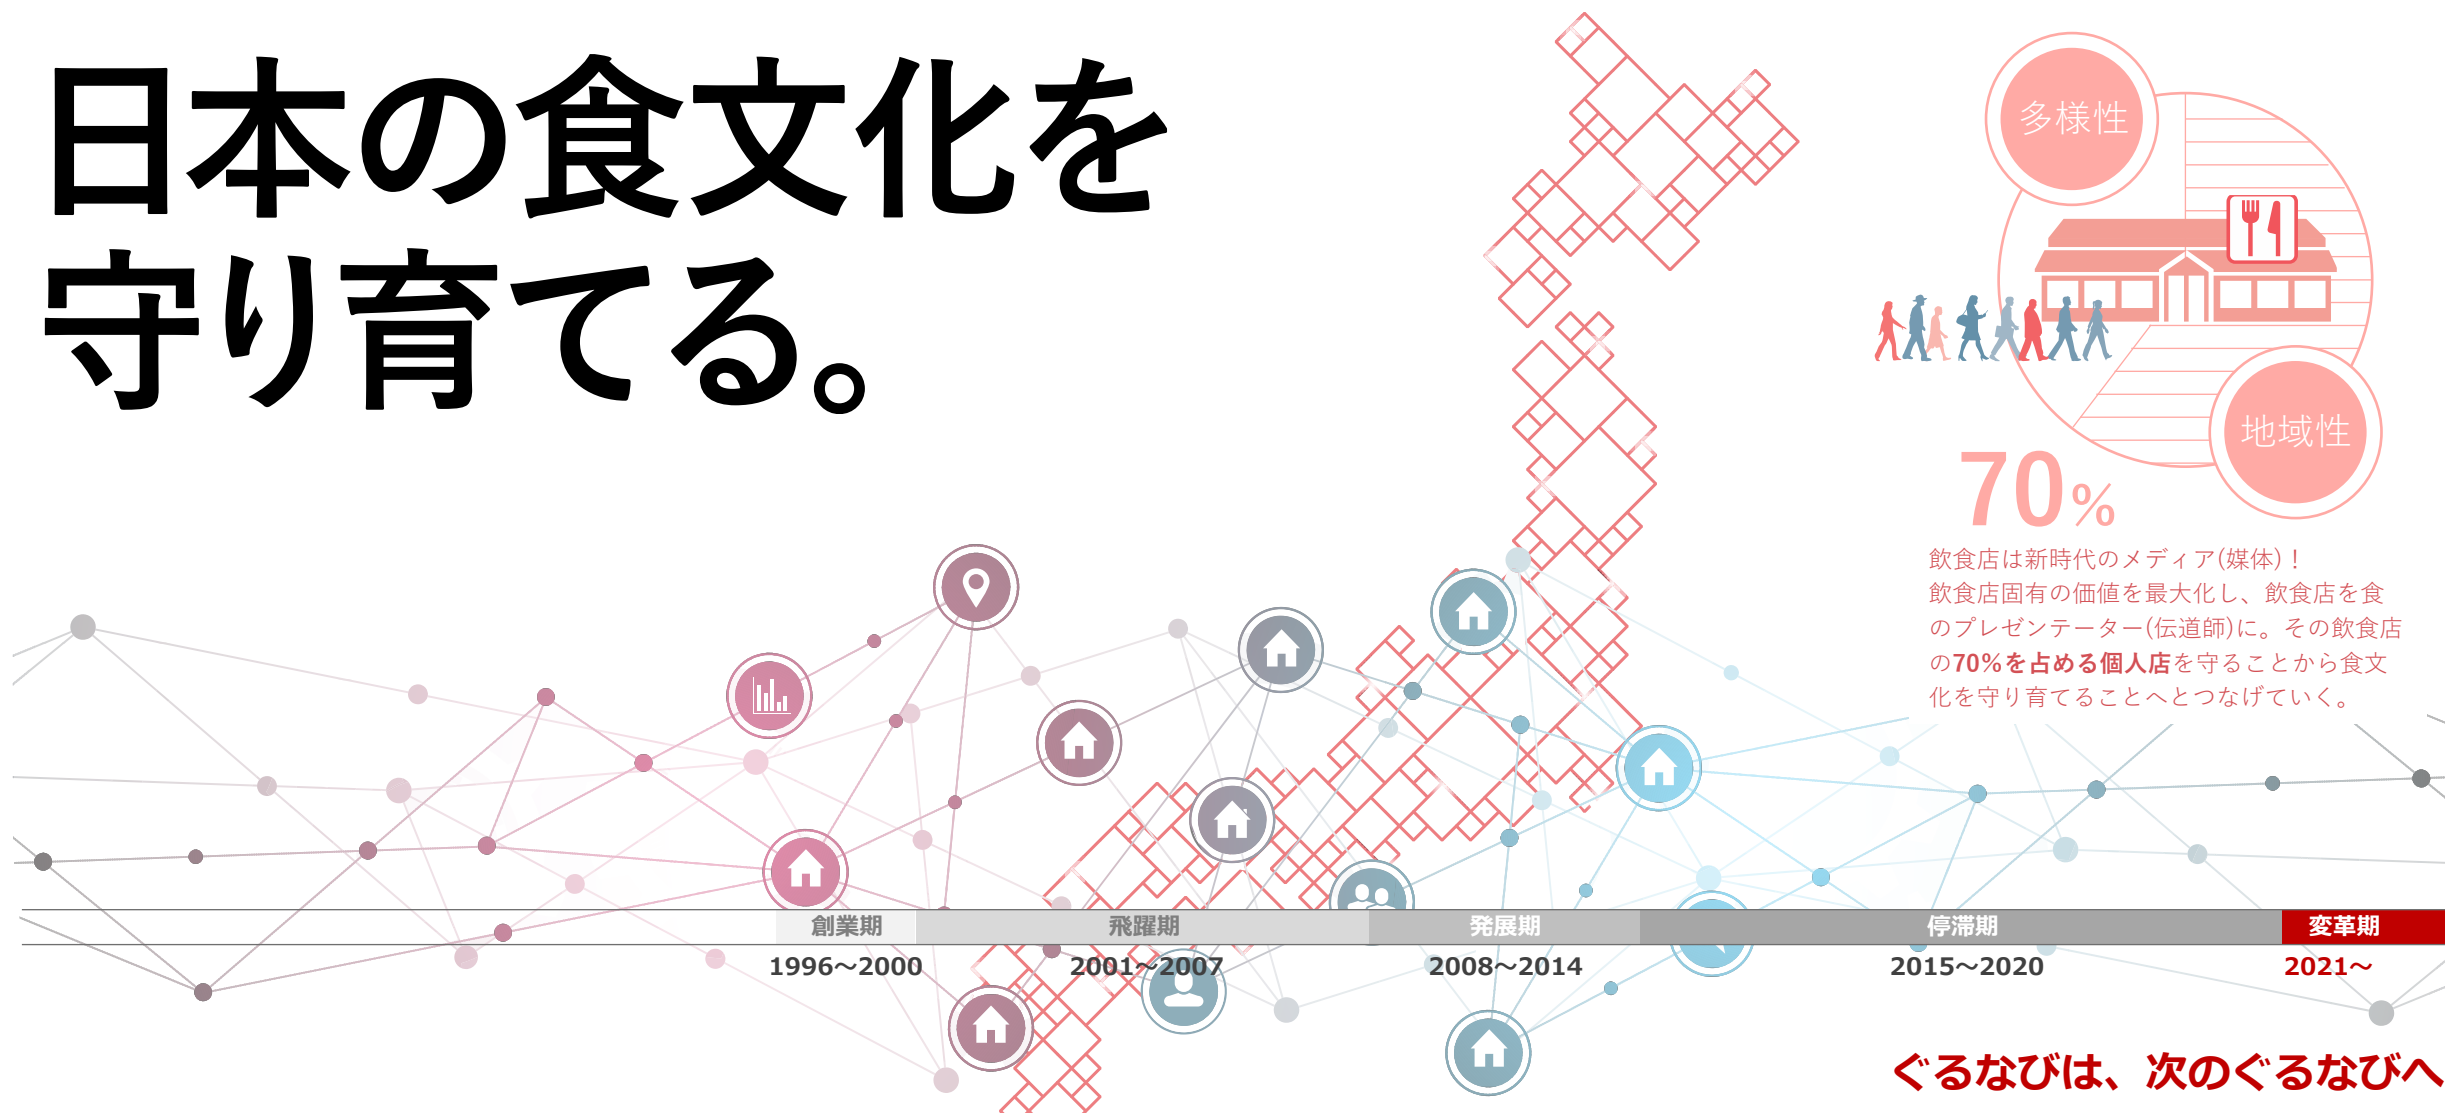 日本の食文化を
守り育てる。
多様性
地域性
70%
飲食店は新時代のメディア(媒体)！
飲食店固有の価値を最大化し、飲食店を食
のプレゼンテーター(伝道師)に。その飲食店
の70%を占める個人店を守ることから食文
化を守り育てることへとつなげていく。
創業期
飛躍期
発展期
停滞期
変革期
1996～2000
2001～2007
2008～2014
2015～2020
2021～
ぐるなびは、次のぐるなびへ